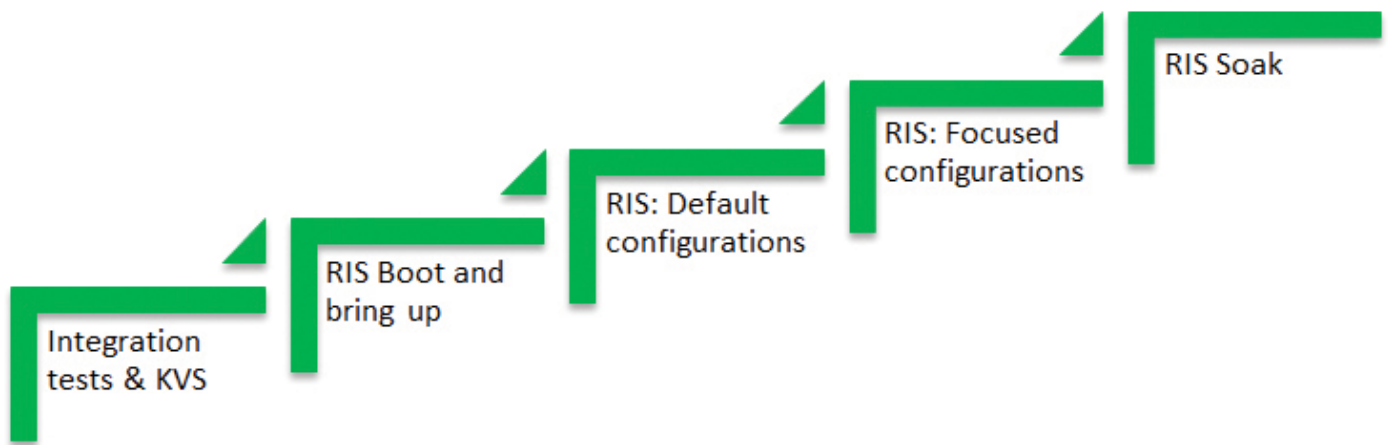 Integration
tests & KVS
RIS Boot and
bring up
RIS: Default
configurations
RIS: Focused
configurations
RIS Soak